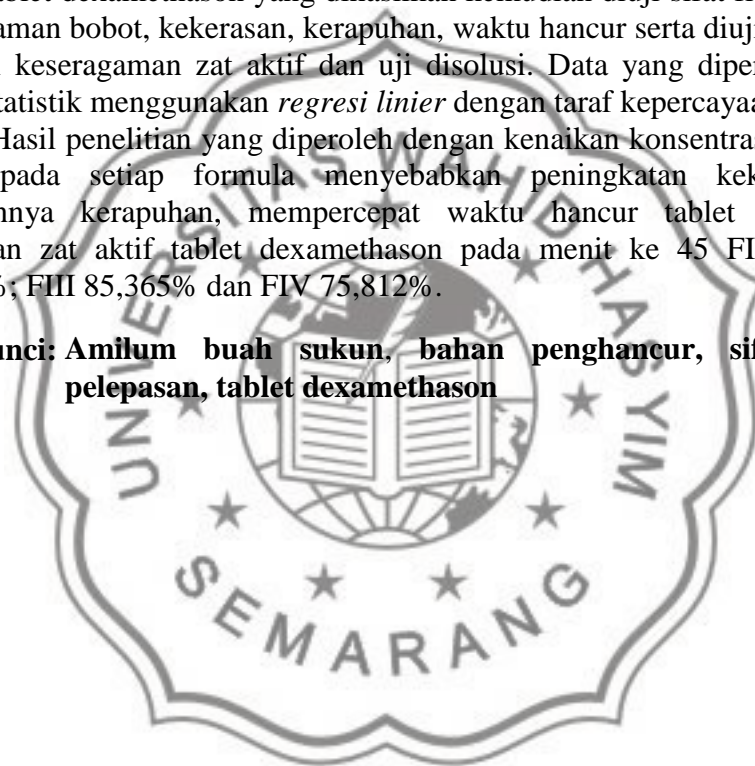 aman bobot, kekerasan, kerapuhan, waktu hancur serta diuji
keseragaman zat aktif dan uji disolusi. Data yang diper
tatistik menggunakan regresi linier dengan taraf kepercayaa
Hasil penelitian yang diperoleh dengan kenaikan konsentras
pada setiap formula menyebabkan peningkatan kek
nnya kerapuhan, mempercepat waktu hancur tablet
an zat aktif tablet dexamethason pada menit ke 45 FI
%; FIII 85,365% dan FIV 75,812%.
unci: Amilum buah sukun, bahan penghancur, sif
pelepasan, tablet dexamethason
UNIVERSITAS WAHID HASYIM
SEMARANG